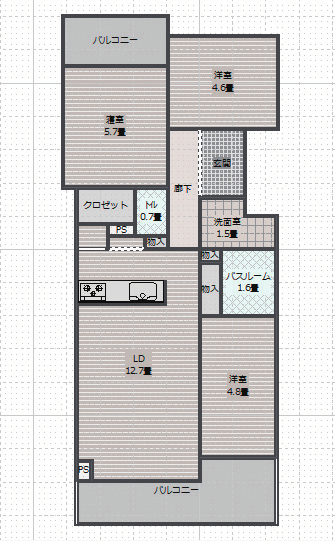 バルコニー
洋室
4.6畳
寝室
5.7畳
玄関
廊下
クロゼット
トイレ
0.7畳
洗面室
1.5畳
PS
物入
物入
バスルーム
1.6畳
物入
LD
12.7畳
洋室
4.8畳
PS
バルコニー